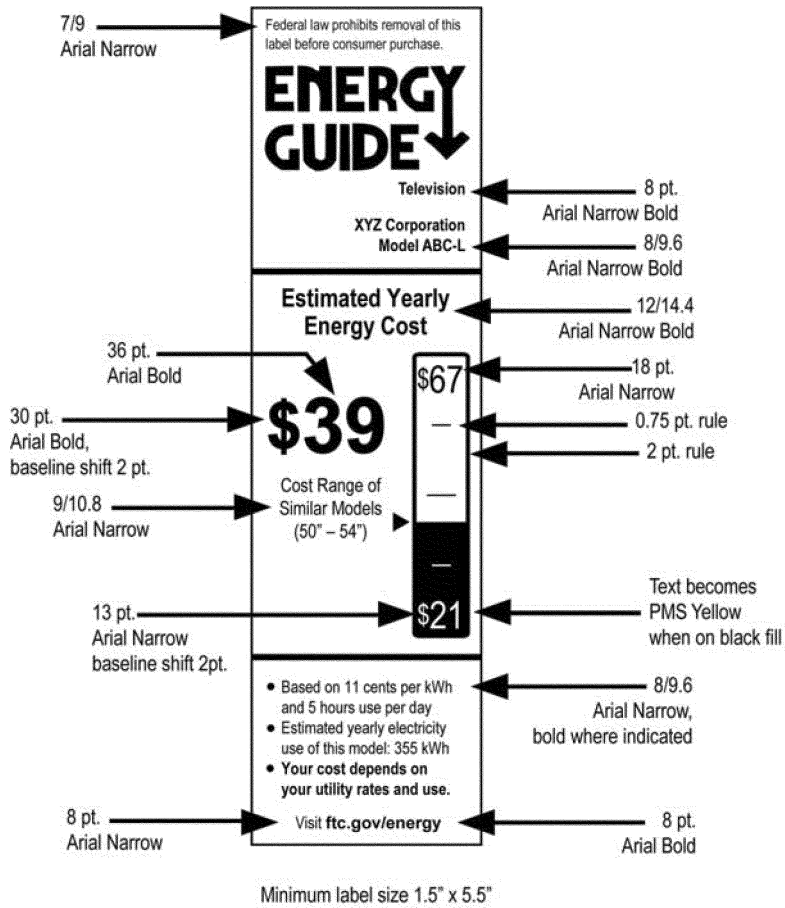 7/9
Arial Narrow
Federal law prohibits removal of this
label before consumer purchase.
ENERGY
GUIDE
Television
8 pt.
Arial Narrow Bold
XYZ Corporation
Model ABC-L
8/9.6
Arial Narrow Bold
Estimated Yearly
Energy Cost
12/14.4
Arial Narrow Bold
36 pt.
Arial Bold
$67
18 pt.
Arial Narrow
30 pt.
Arial Bold,
baseline shift 2 pt.
$39
0.75 pt. rule
2 pt. rule
9/10.8
Arial Narrow
Cost Range of
Similar Models
(50” – 54”)
13 pt.
Arial Narrow
baseline shift 2pt.
$21
Text becomes
PMS Yellow
when on black fill
● Based on 11 cents per kWh
and 5 hours use per day
● Estimated yearly electricity
use of this model: 355 kWh
● Your cost depends on
your utility rates and use.
8/9.6
Arial Narrow,
bold where indicated
8 pt.
Arial Narrow
Visit ftc.gov/energy
8 pt.
Arial Bold
Minimum label size 1.5” x 5.5”